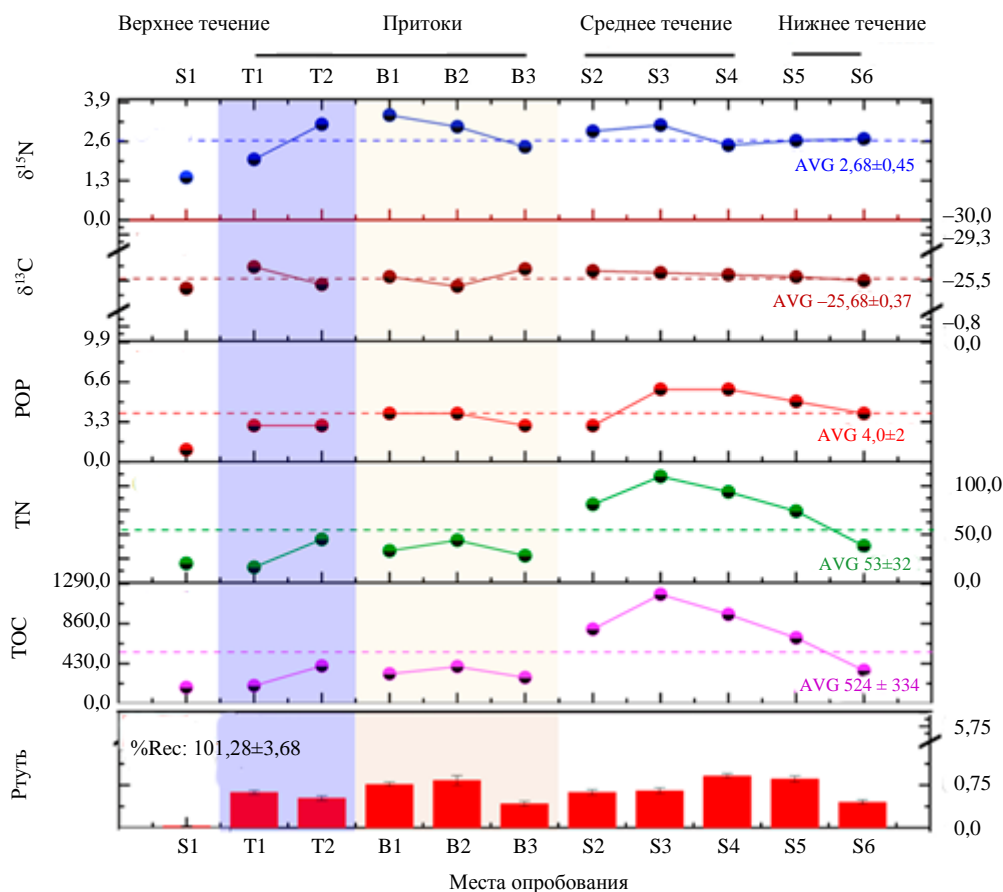 Верхнее течение Притоки Среднее течение Нижнее течение
S1 T1 T2 B1 B2 B3 S2 S3 S4 S5 S6
δ15N
3,9
2,6
1,3
0,0
AVG 2,68±0,45
–30,0
–29,3
δ13C
–25,5
AVG –25,68±0,37
–0,8
0,0
POP
9,9
6,6
3,3
0,0
AVG 4,0±2
TN
100,0
50,0
0,0
AVG 53±32
TOC
1290,0
860,0
430,0
0,0
AVG 524 ± 334
Ртуть
%Rec: 101,28±3,68
5,75
0,75
0,0
S1 T1 T2 B1 B2 B3 S2 S3 S4 S5 S6
Места опробования